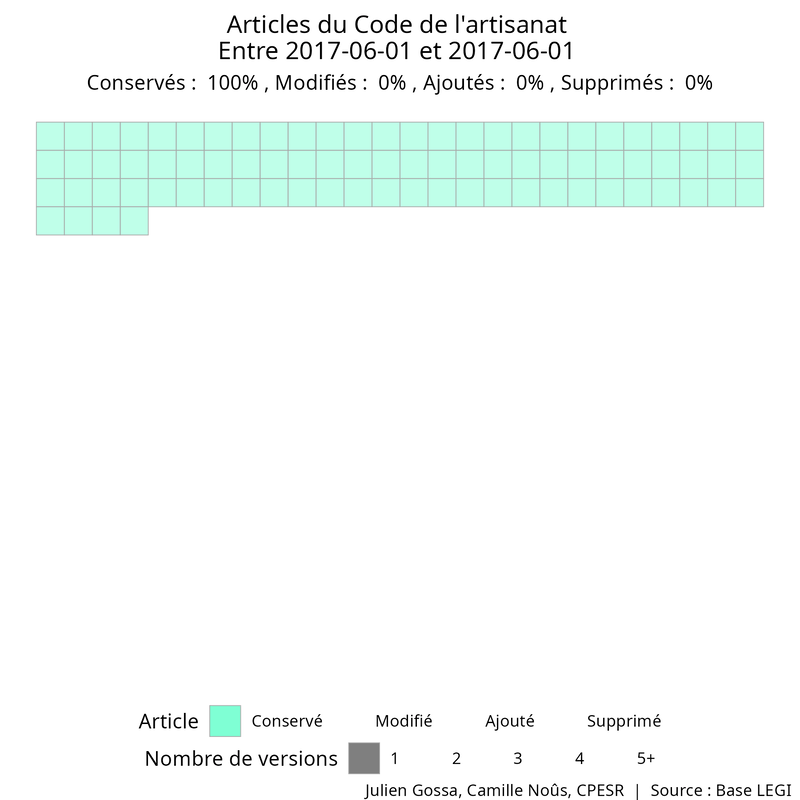 Articles du Code de l'artisanat
Entre 2017-06-01 et 2017-06-01
Conservés :  100% , Modifiés :  0% , Ajoutés :  0% , Supprimés :  0%
Article Conservé Modifié Ajouté Supprimé
Nombre de versions 1 2 3 4 5+
Julien Gossa, Camille Noûs, CPESR  |  Source : Base LEGI